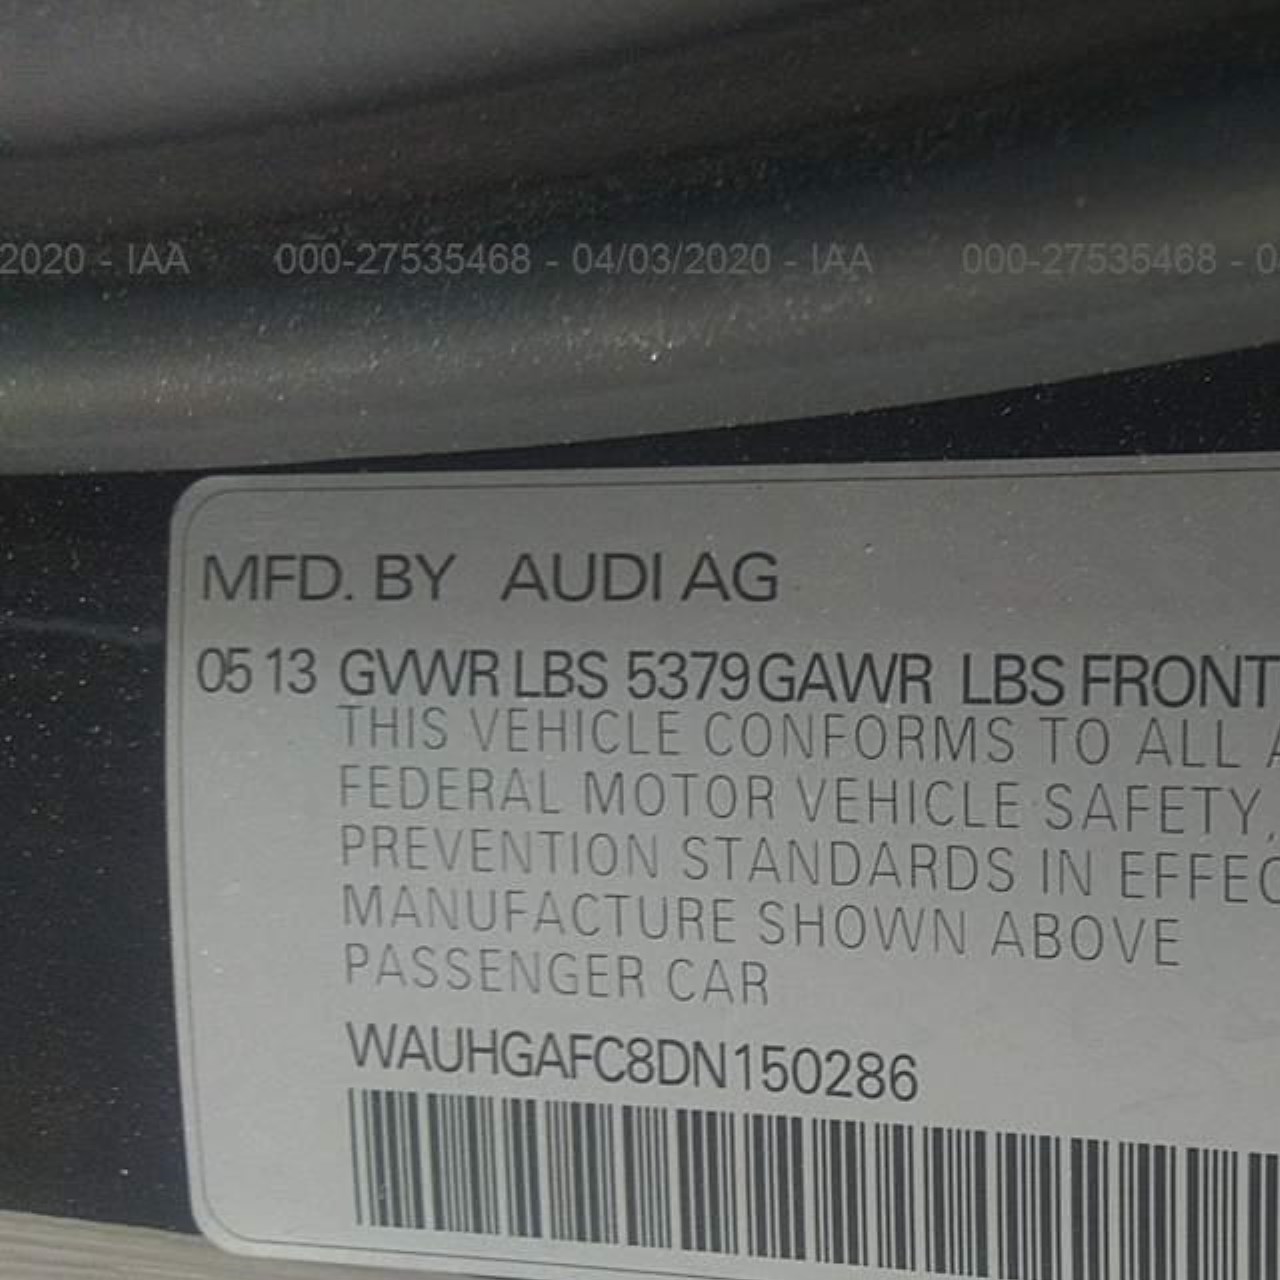 2020 - IAA 000-27535468 - 04/03/2020 - IAA 000-27535468 - 0
MFD. BY AUDI AG
05 13 GVWR LBS 5379 GAWR LBS FRONT
THIS VEHICLE CONFORMS TO ALL A
FEDERAL MOTOR VEHICLE SAFETY,
PREVENTION STANDARDS IN EFFEC
MANUFACTURE SHOWN ABOVE
PASSENGER CAR
WAUHGAFC8DN150286